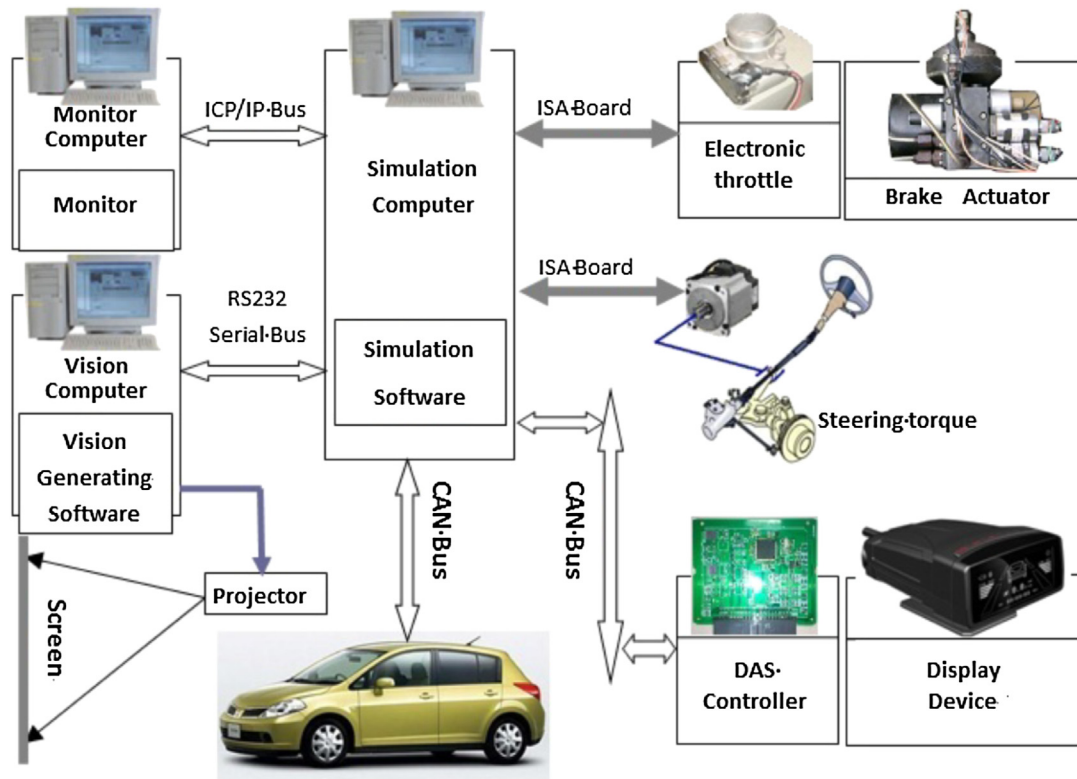 Monitor
Computer
Monitor
ICP/IP·Bus
Simulation
Computer
Simulation
Software
ISA·Board
Electronic
throttle
Brake Actuator
Vision
Computer
Vision
Generating
Software
RS232
Serial·Bus
ISA·Board
Steering·torque
CAN·Bus
CAN·Bus
Projector
Screen
DAS·
Controller
Display
Device